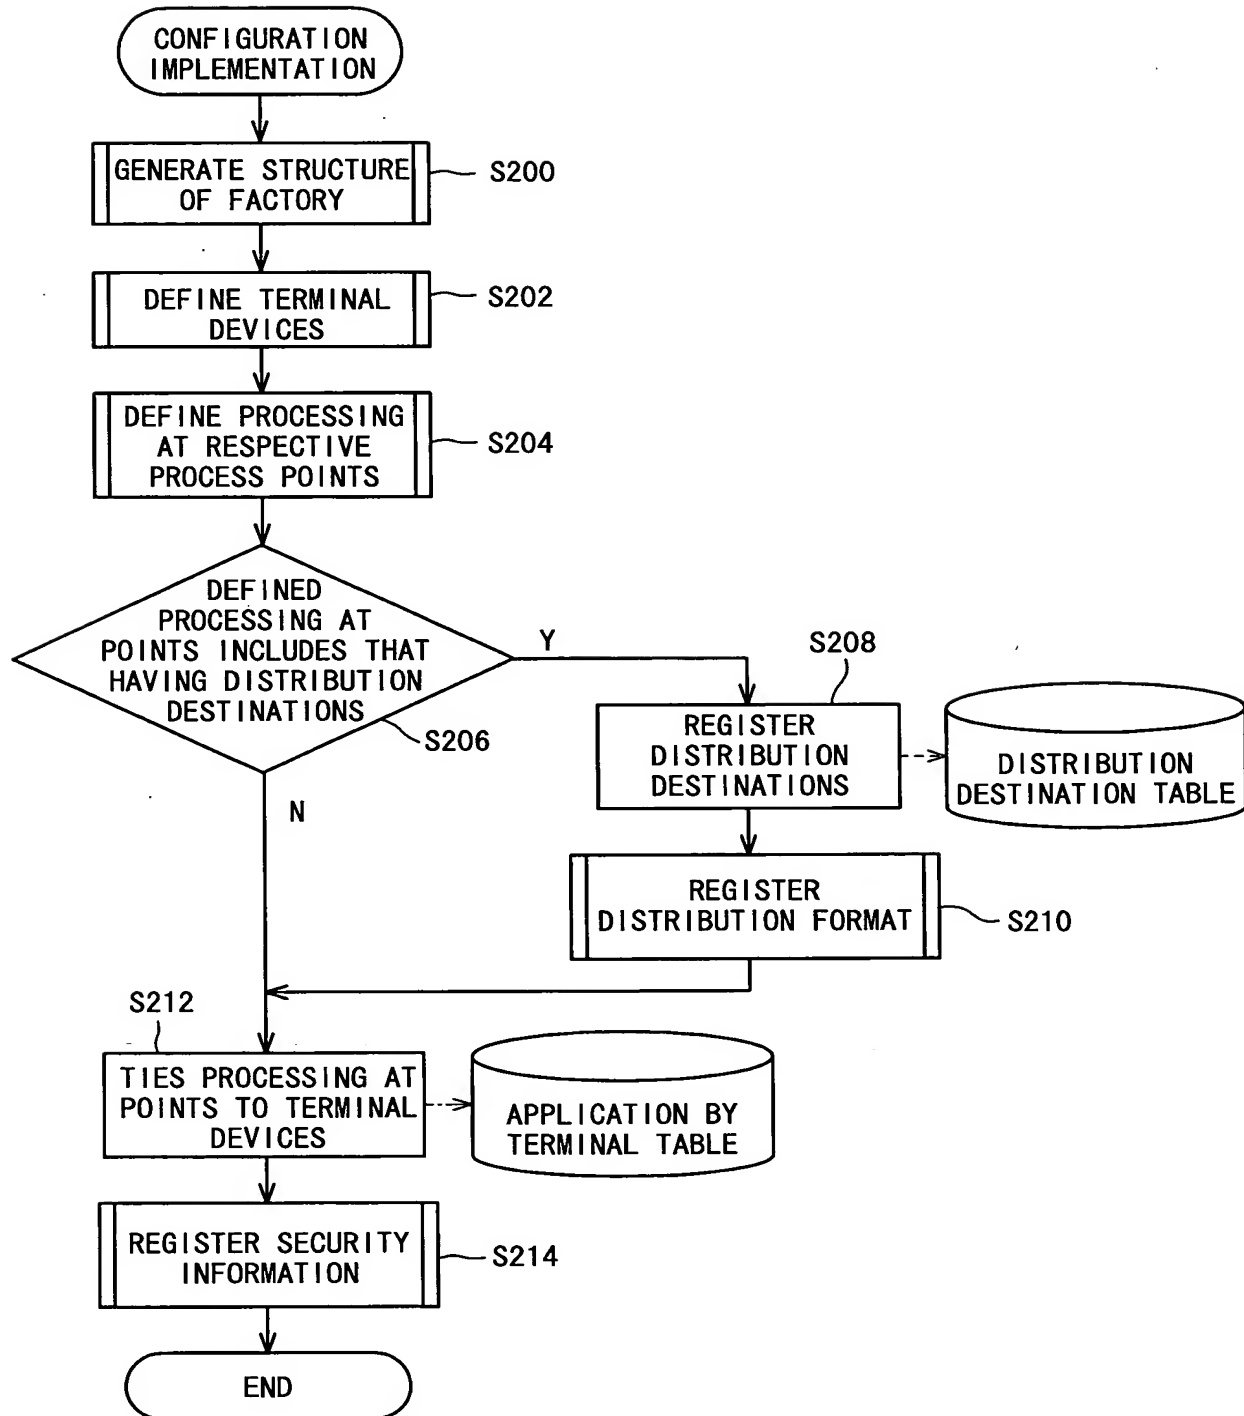 CONFIGURATION
IMPLEMENTATION
GENERATE STRUCTURE
OF FACTORY
S200
DEFINE TERMINAL
DEVICES
S202
DEFINE PROCESSING
AT RESPECTIVE
PROCESS POINTS
S204
DEFINED
PROCESSING AT
POINTS INCLUDES THAT
HAVING DISTRIBUTION
DESTINATIONS
S206
Y
N
S208
REGISTER
DISTRIBUTION
DESTINATIONS
DISTRIBUTION
DESTINATION TABLE
REGISTER
DISTRIBUTION FORMAT
S210
S212
TIES PROCESSING AT
POINTS TO TERMINAL
DEVICES
APPLICATION BY
TERMINAL TABLE
REGISTER SECURITY
INFORMATION
S214
END